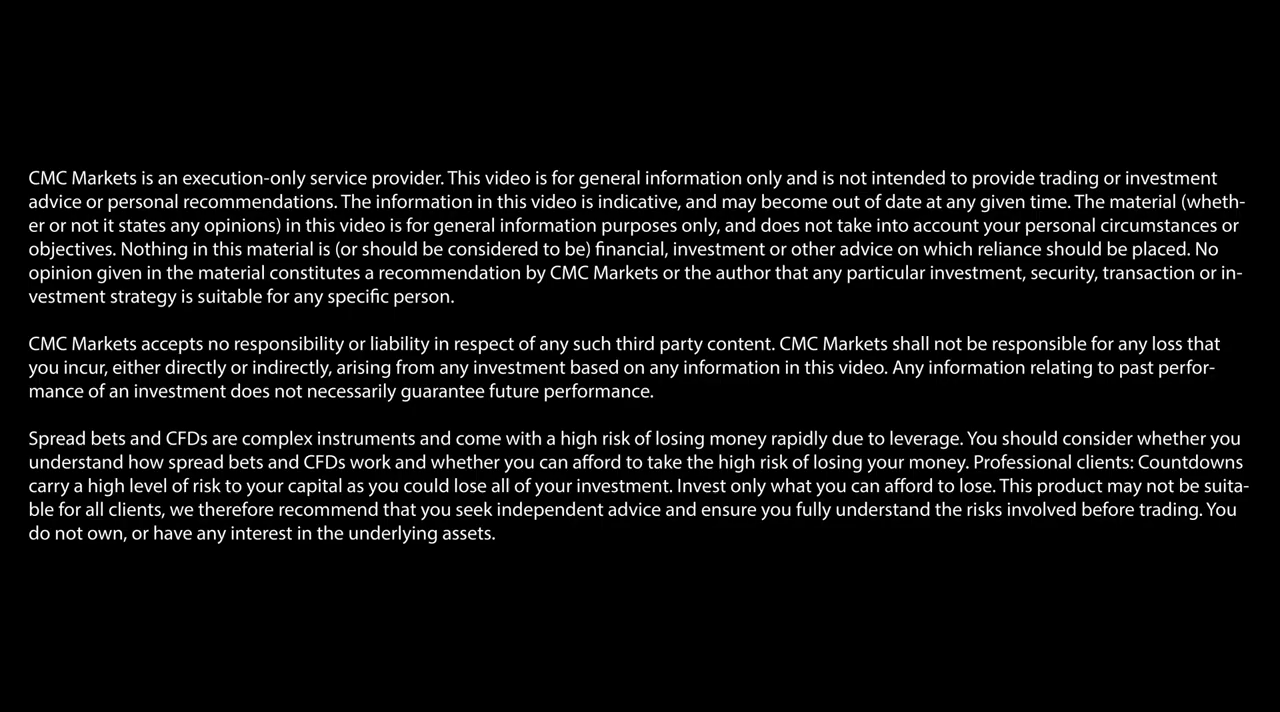 CMC Markets is an execution-only service provider. This video is for general information only and is not intended to provide trading or investment
advice or personal recommendations. The information in this video is indicative, and may become out of date at any given time. The material (wheth-
er or not it states any opinions) in this video is for general information purposes only, and does not take into account your personal circumstances or
objectives. Nothing in this material is (or should be considered to be) financial, investment or other advice on which reliance should be placed. No
opinion given in the material constitutes a recommendation by CMC Markets or the author that any particular investment, security, transaction or in-
vestment strategy is suitable for any specific person.
CMC Markets accepts no responsibility or liability in respect of any such third party content. CMC Markets shall not be responsible for any loss that
you incur, either directly or indirectly, arising from any investment based on any information in this video. Any information relating to past perfor-
mance of an investment does not necessarily guarantee future performance.
Spread bets and CFDs are complex instruments and come with a high risk of losing money rapidly due to leverage. You should consider whether you
understand how spread bets and CFDs work and whether you can afford to take the high risk of losing your money. Professional clients: Countdowns
carry a high level of risk to your capital as you could lose all of your investment. Invest only what you can afford to lose. This product may not be suita-
ble for all clients, we therefore recommend that you seek independent advice and ensure you fully understand the risks involved before trading. You
do not own, or have any interest in the underlying assets.